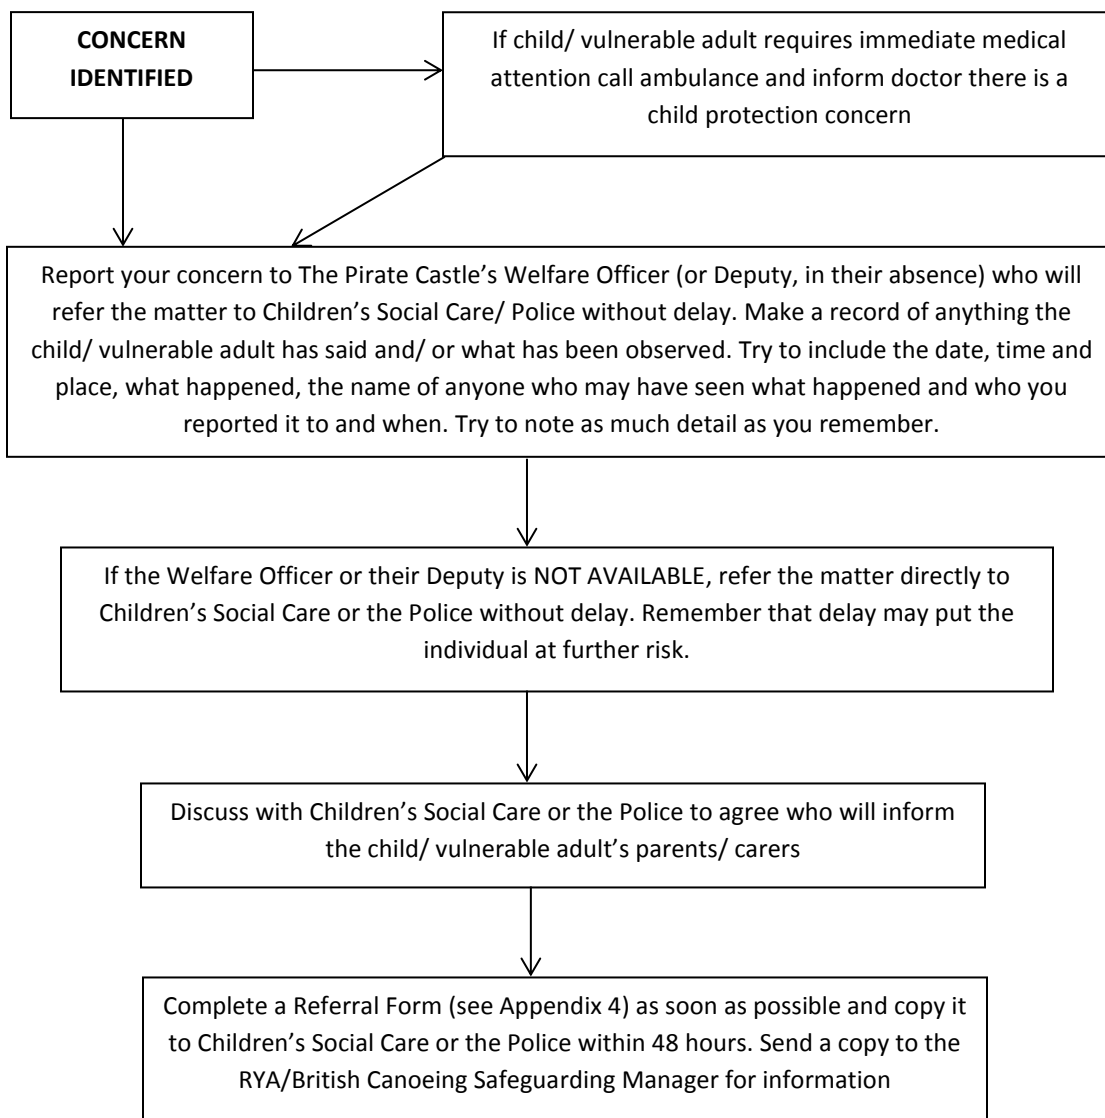 CONCERN
IDENTIFIED
If child/ vulnerable adult requires immediate medical
attention call ambulance and inform doctor there is a
child protection concern
Report your concern to The Pirate Castle’s Welfare Officer (or Deputy, in their absence) who will
refer the matter to Children’s Social Care/ Police without delay. Make a record of anything the
child/ vulnerable adult has said and/ or what has been observed. Try to include the date, time and
place, what happened, the name of anyone who may have seen what happened and who you
reported it to and when. Try to note as much detail as you remember.
If the Welfare Officer or their Deputy is NOT AVAILABLE, refer the matter directly to
Children’s Social Care or the Police without delay. Remember that delay may put the
individual at further risk.
Discuss with Children’s Social Care or the Police to agree who will inform
the child/ vulnerable adult’s parents/ carers
Complete a Referral Form (see Appendix 4) as soon as possible and copy it
to Children’s Social Care or the Police within 48 hours. Send a copy to the
RYA/British Canoeing Safeguarding Manager for information